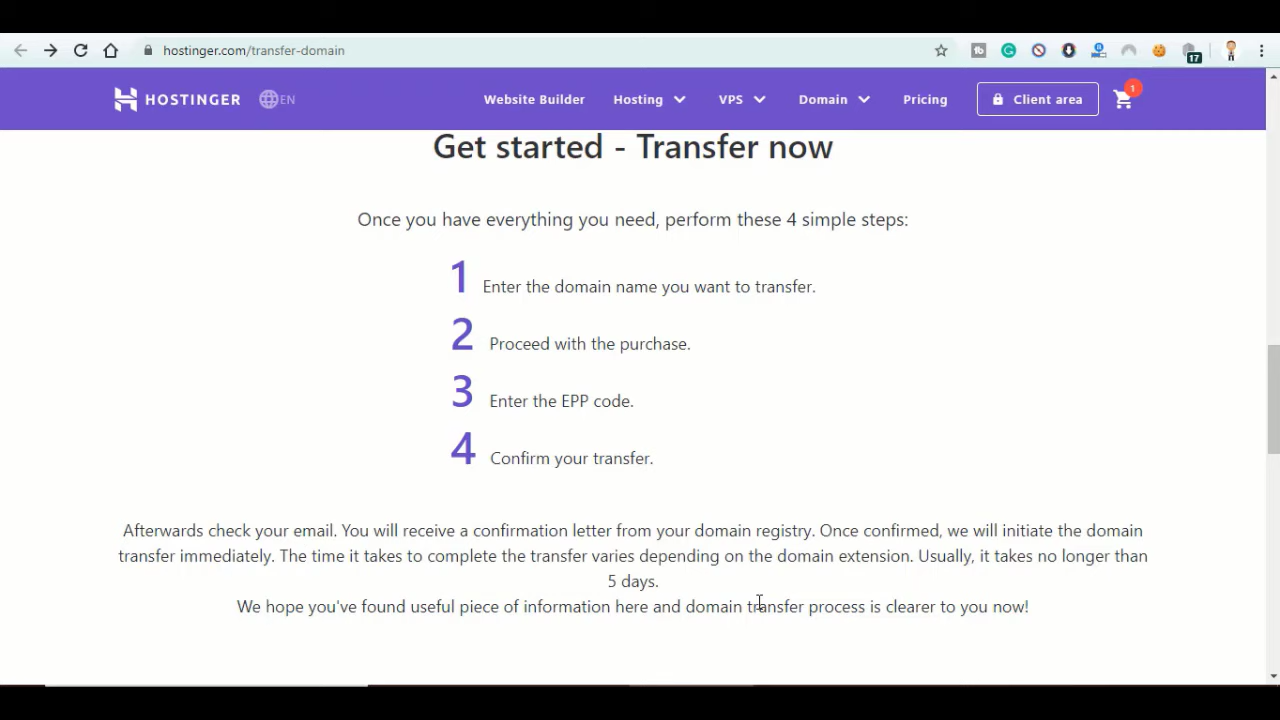 hostinger.com/transfer-domain
17
HOSTINGER EN Website Builder Hosting VPS Domain Pricing Client area 1
Get started - Transfer now
Once you have everything you need, perform these 4 simple steps:
1 Enter the domain name you want to transfer.
2 Proceed with the purchase.
3 Enter the EPP code.
4 Confirm your transfer.
Afterwards check your email. You will receive a confirmation letter from your domain registry. Once confirmed, we will initiate the domain
transfer immediately. The time it takes to complete the transfer varies depending on the domain extension. Usually, it takes no longer than
5 days.
We hope you've found useful piece of information here and domain transfer process is clearer to you now!